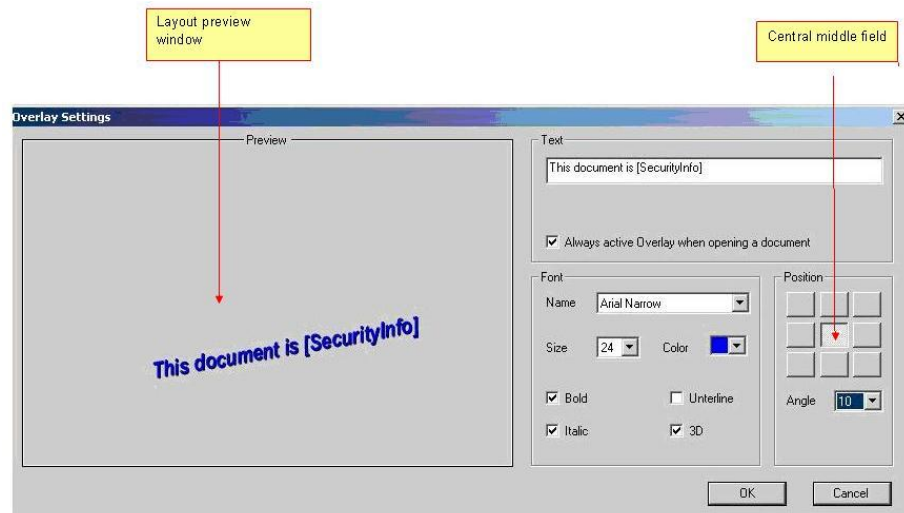 Layout preview
window
Central middle field
Overlay Settings
Preview
This document is [SecurityInfo]
Text
This document is [SecurityInfo]
Always active Overlay when opening a document
Font
Name Arial Narrow
Size 24 Color
Bold Unterline
Italic 3D
Position
Angle 10
OK Cancel